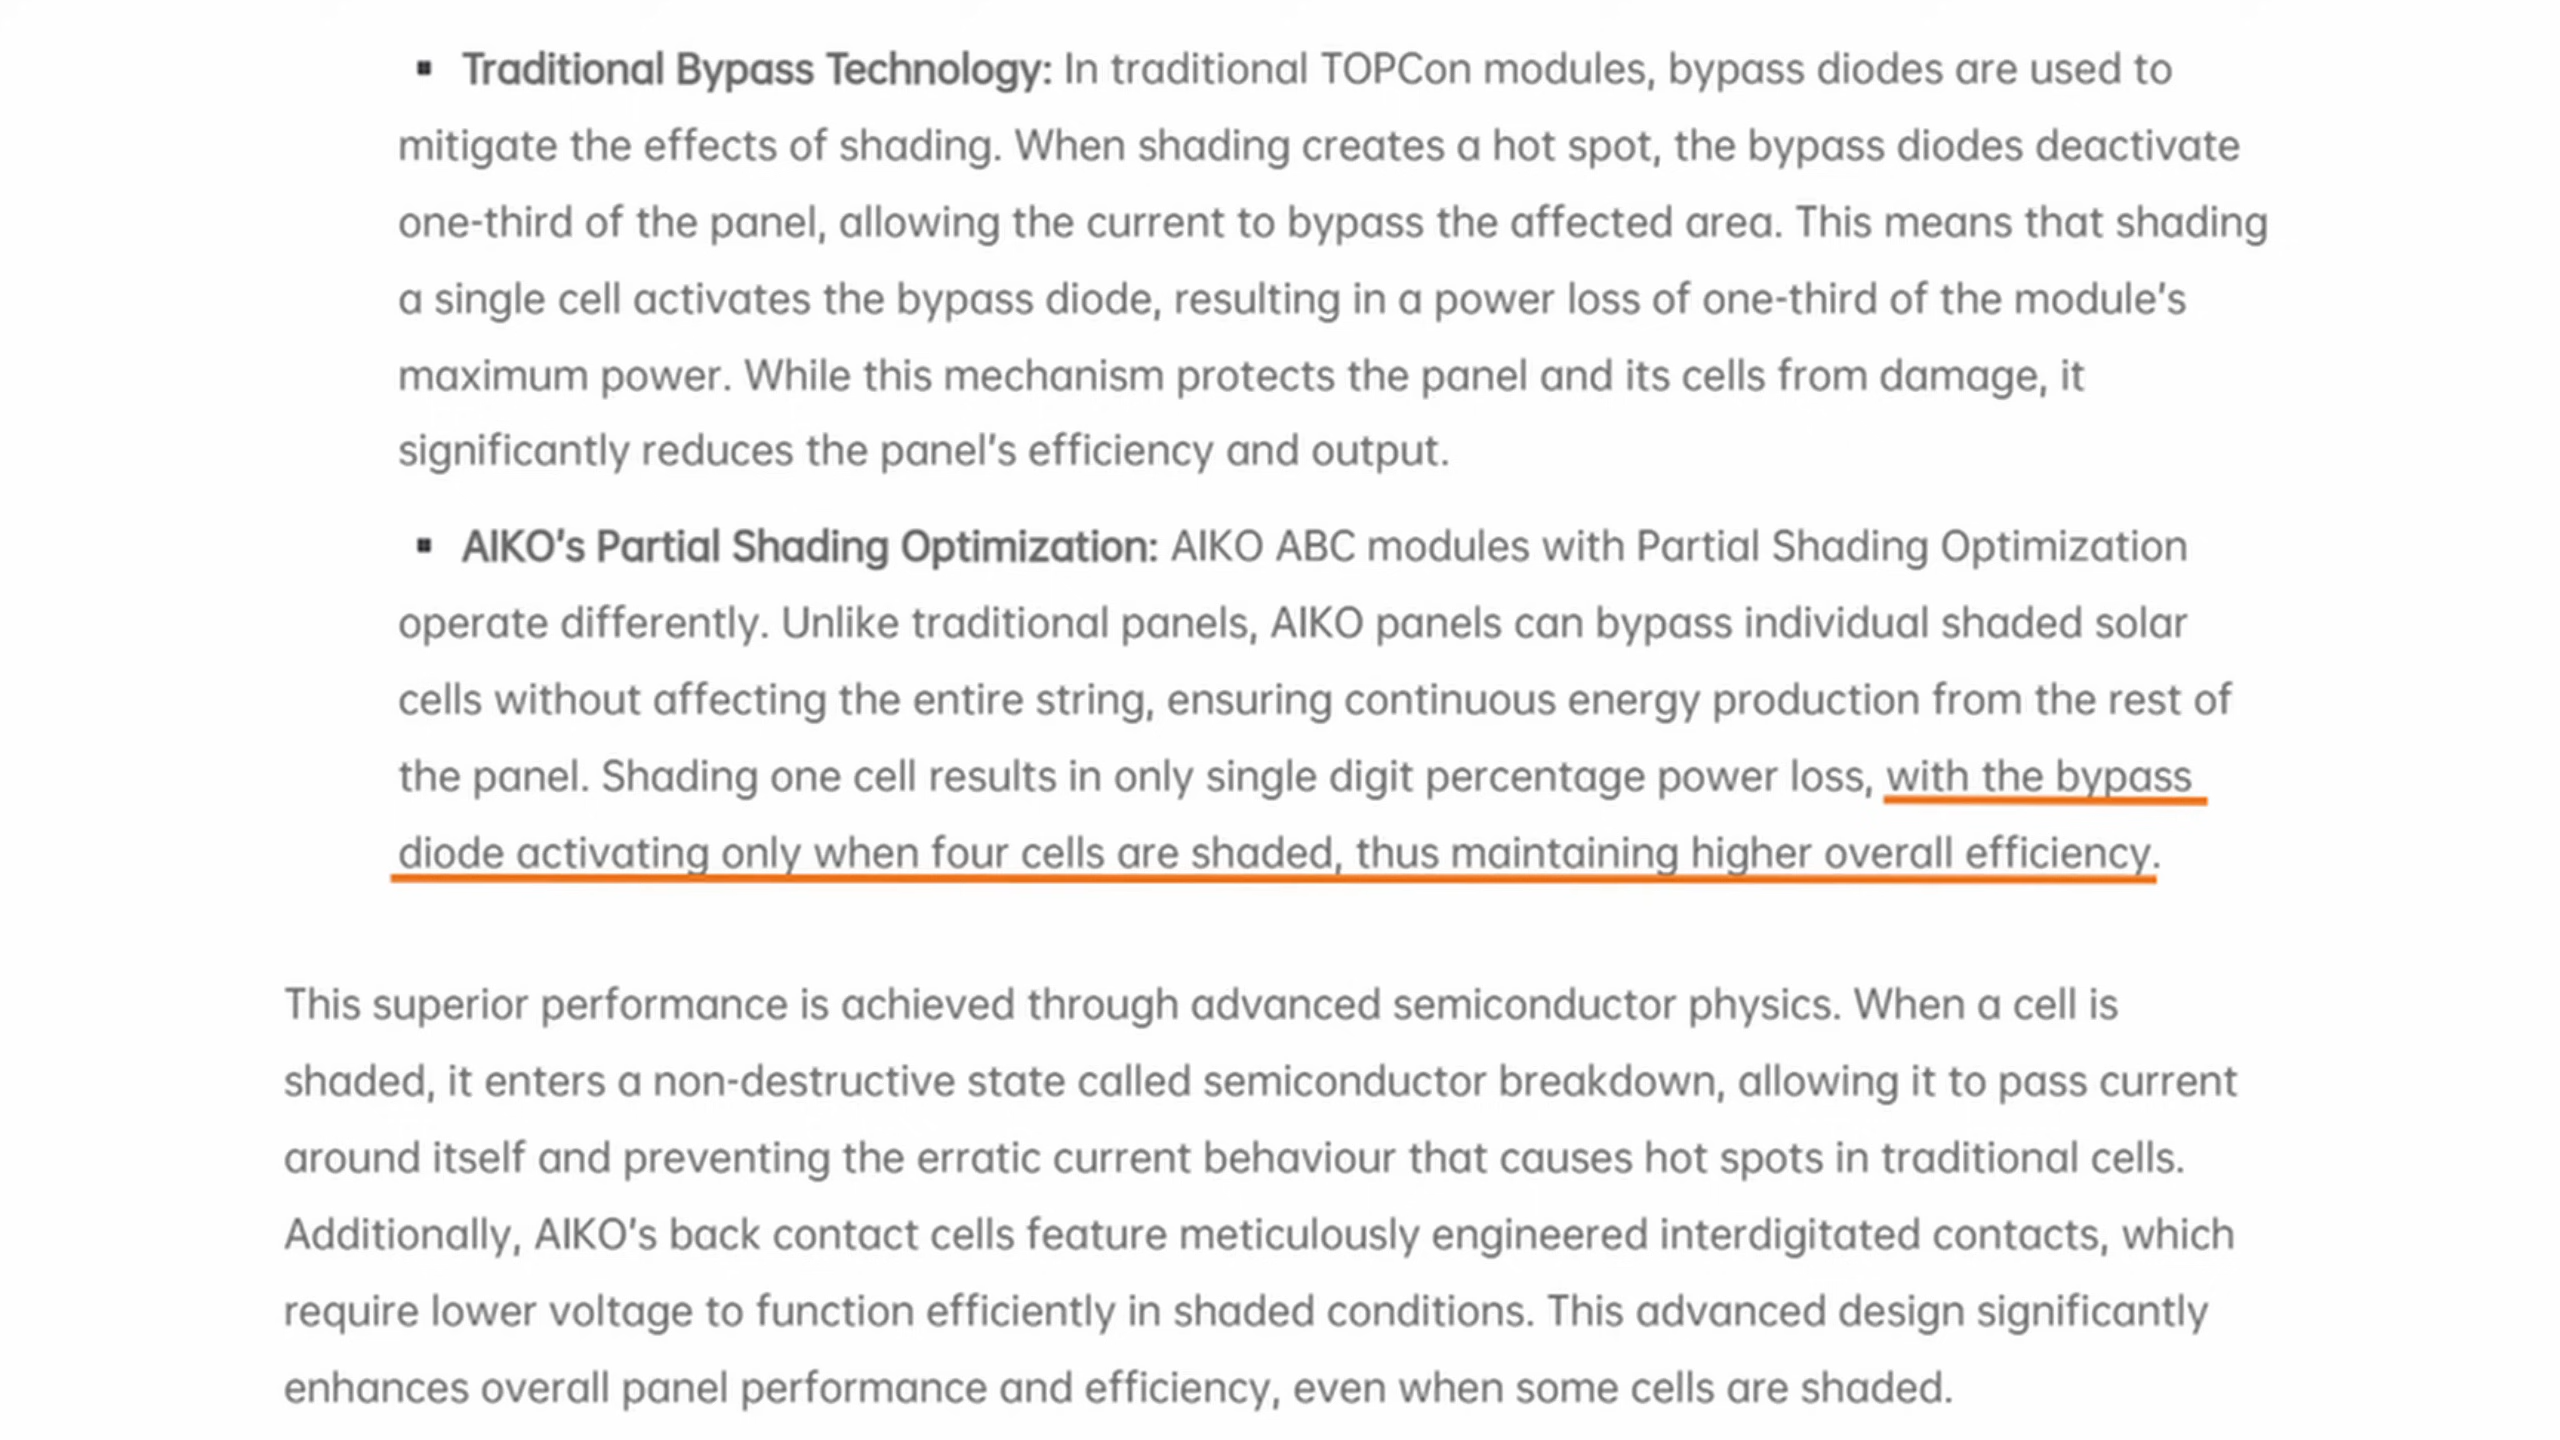 ▪ Traditional Bypass Technology: In traditional TOPCon modules, bypass diodes are used to
mitigate the effects of shading. When shading creates a hot spot, the bypass diodes deactivate
one-third of the panel, allowing the current to bypass the affected area. This means that shading
a single cell activates the bypass diode, resulting in a power loss of one-third of the module's
maximum power. While this mechanism protects the panel and its cells from damage, it
significantly reduces the panel's efficiency and output.
▪ AIKO's Partial Shading Optimization: AIKO ABC modules with Partial Shading Optimization
operate differently. Unlike traditional panels, AIKO panels can bypass individual shaded solar
cells without affecting the entire string, ensuring continuous energy production from the rest of
the panel. Shading one cell results in only single digit percentage power loss, with the bypass
diode activating only when four cells are shaded, thus maintaining higher overall efficiency.
This superior performance is achieved through advanced semiconductor physics. When a cell is
shaded, it enters a non-destructive state called semiconductor breakdown, allowing it to pass current
around itself and preventing the erratic current behaviour that causes hot spots in traditional cells.
Additionally, AIKO's back contact cells feature meticulously engineered interdigitated contacts, which
require lower voltage to function efficiently in shaded conditions. This advanced design significantly
enhances overall panel performance and efficiency, even when some cells are shaded.